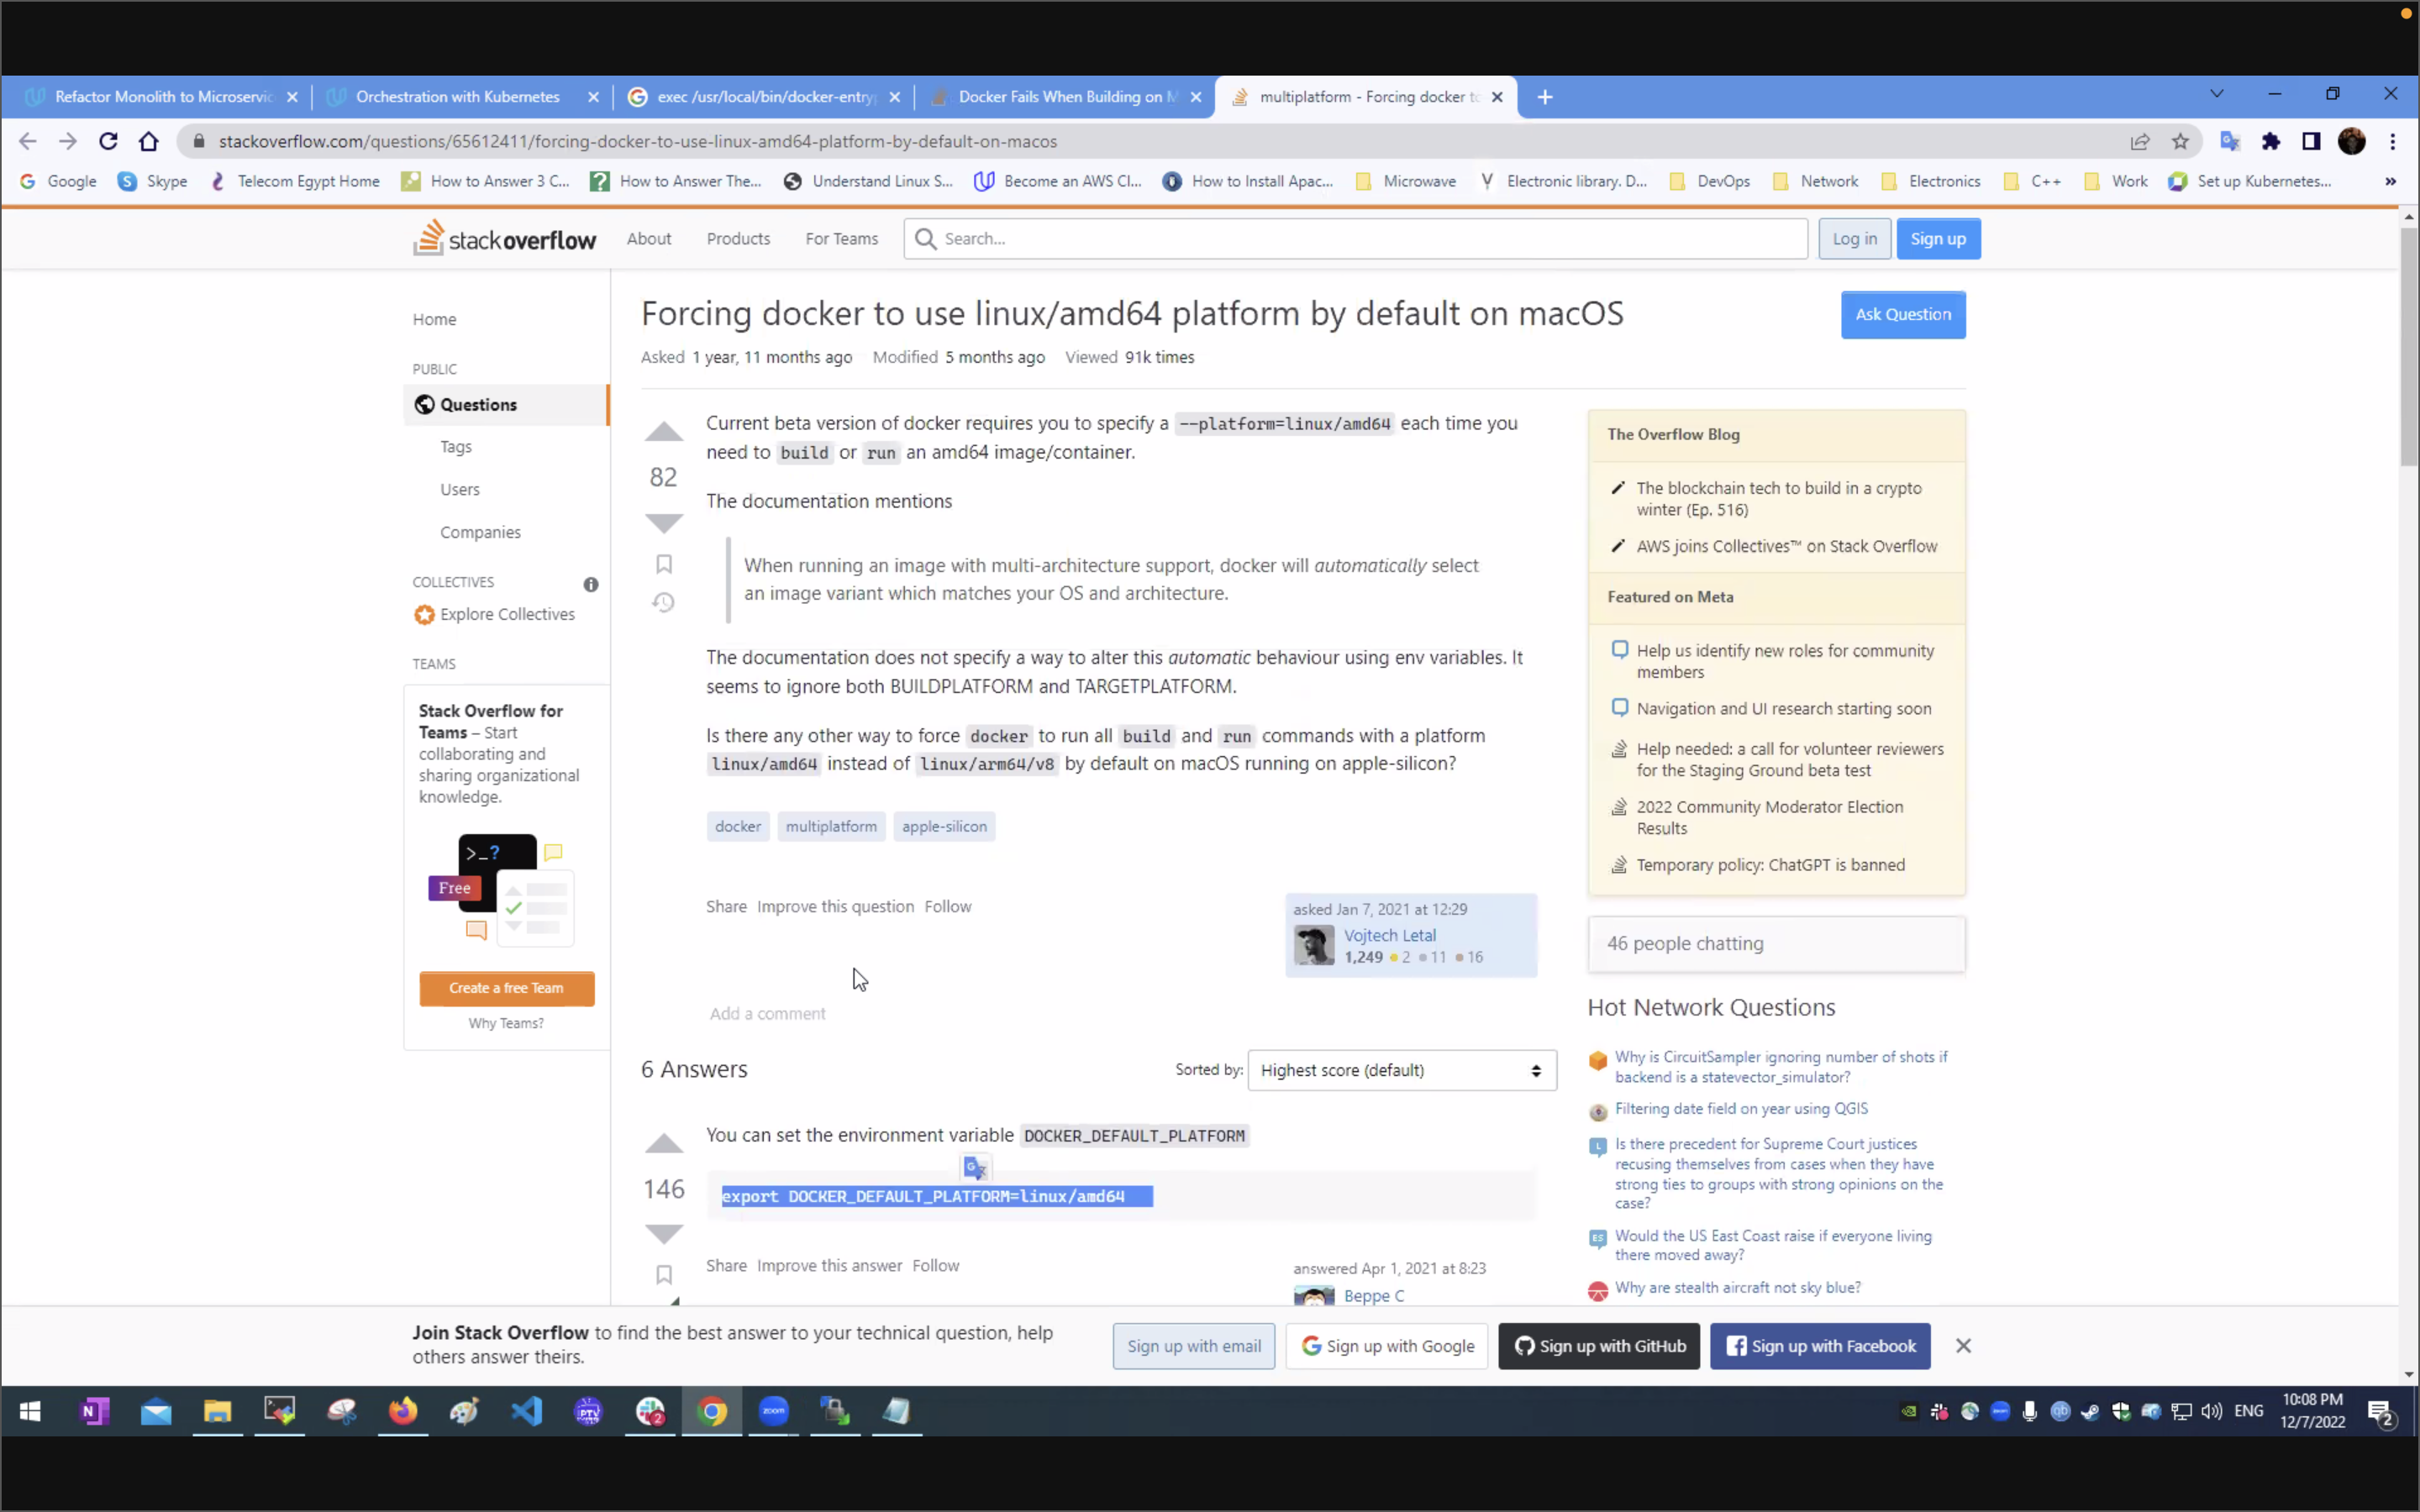 Refactor Monolith to Microservic
Orchestration with Kubernetes
exec /usr/local/bin/docker-entry
Docker Fails When Building on M
multiplatform - Forcing docker to
stackoverflow.com/questions/65612411/forcing-docker-to-use-linux-amd64-platform-by-default-on-macos
Google
Skype
Telecom Egypt Home
How to Answer 3 C...
How to Answer The...
Understand Linux S...
Become an AWS Cl...
How to Install Apac...
Microwave
Electronic library. D...
DevOps
Network
Electronics
C++
Work
Set up Kubernetes...
»
stackoverflow
About
Products
For Teams
Search...
Log in
Sign up
Home
PUBLIC
Questions
Tags
Users
Companies
COLLECTIVES
Explore Collectives
TEAMS
Stack Overflow for
Teams – Start
collaborating and
sharing organizational
knowledge.
>_?
Free
Create a free Team
Why Teams?
Forcing docker to use linux/amd64 platform by default on macOS
Ask Question
Asked 1 year, 11 months ago Modified 5 months ago Viewed 91k times
82
Current beta version of docker requires you to specify a --platform=linux/amd64 each time you
need to build or run an amd64 image/container.
The documentation mentions
When running an image with multi-architecture support, docker will automatically select
an image variant which matches your OS and architecture.
The documentation does not specify a way to alter this automatic behaviour using env variables. It
seems to ignore both BUILDPLATFORM and TARGETPLATFORM.
Is there any other way to force docker to run all build and run commands with a platform
linux/amd64 instead of linux/arm64/v8 by default on macOS running on apple-silicon?
docker multiplatform apple-silicon
Share Improve this question Follow
asked Jan 7, 2021 at 12:29
Vojtech Letal
1,249 2 11 16
Add a comment
6 Answers
Sorted by: Highest score (default)
146
You can set the environment variable DOCKER_DEFAULT_PLATFORM
export DOCKER_DEFAULT_PLATFORM=linux/amd64
Share Improve this answer Follow
answered Apr 1, 2021 at 8:23
Beppe C
The Overflow Blog
The blockchain tech to build in a crypto
winter (Ep. 516)
AWS joins Collectives™ on Stack Overflow
Featured on Meta
Help us identify new roles for community
members
Navigation and UI research starting soon
Help needed: a call for volunteer reviewers
for the Staging Ground beta test
2022 Community Moderator Election
Results
Temporary policy: ChatGPT is banned
46 people chatting
Hot Network Questions
Why is CircuitSampler ignoring number of shots if
backend is a statevector_simulator?
Filtering date field on year using QGIS
Is there precedent for Supreme Court justices
recusing themselves from cases when they have
strong ties to groups with strong opinions on the
case?
Would the US East Coast raise if everyone living
there moved away?
Why are stealth aircraft not sky blue?
Join Stack Overflow to find the best answer to your technical question, help
others answer theirs.
Sign up with email
Sign up with Google
Sign up with GitHub
Sign up with Facebook
IPTV
2
zoom
ENG
10:08 PM
12/7/2022
2